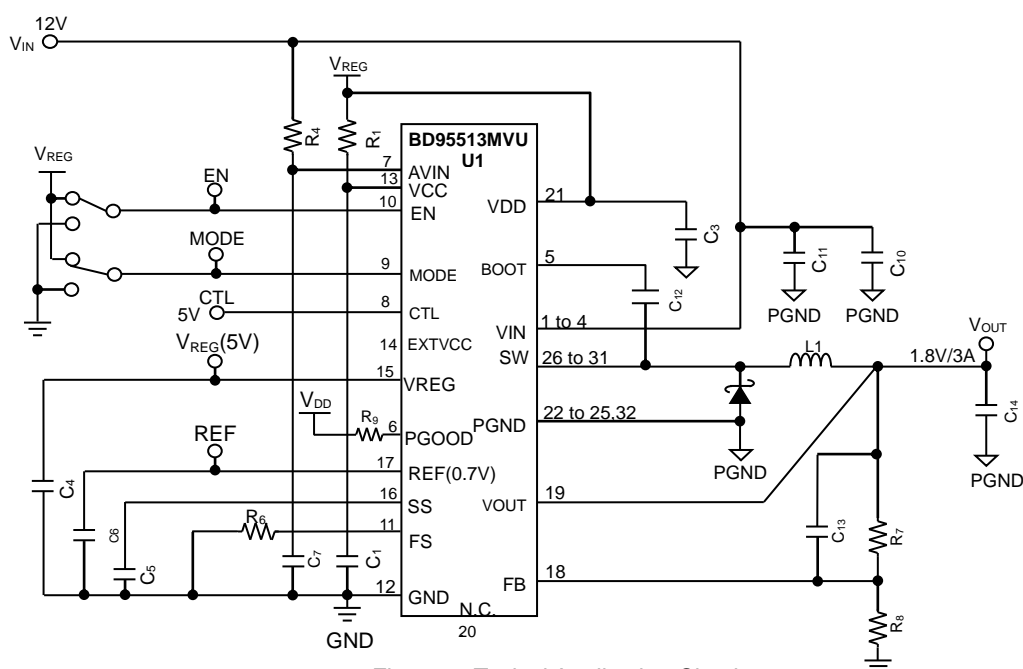 12V
VIN
VREG
R4
R1
BD95513MVU
U1
VREG
7
AVIN
13
VCC
EN
10
EN
21
VDD
C3
MODE
9
MODE
5
BOOT
C11
C10
C12
PGND
PGND
CTL
5V
8
CTL
1 to 4
VIN
VOUT
14
EXTVCC
L1
VREG(5V)
SW
26 to 31
1.8V/3A
15
VREG
C14
VDD
R9
6
PGOOD
PGND
22 to 25,32
PGND
PGND
REF
17
REF(0.7V)
C4
16
SS
19
VOUT
C6
R6
11
FS
C13
R7
C5
C7
C1
18
FB
12
GND
N.C.
20
R8
GND